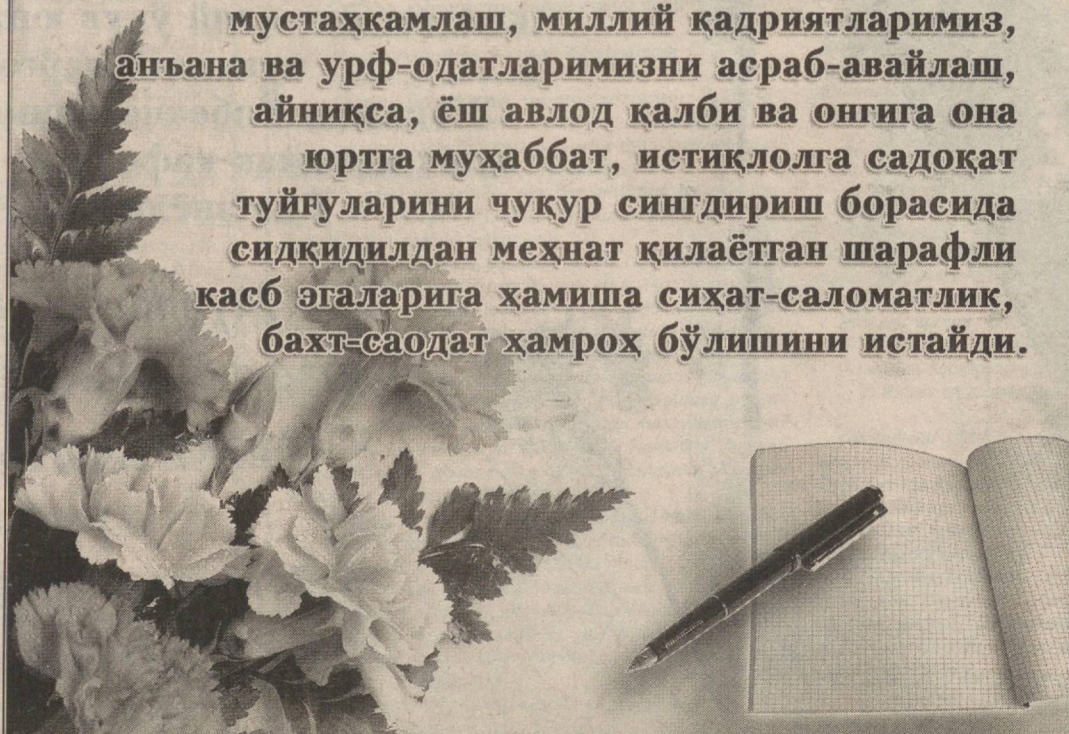 мустаҳкамлаш, миллий қадриятларимиз,
анъана ва урф-одатларимизни асраб-авайлаш,
айниқса, ёш авлод қалби ва онгига она
юртга муҳаббат, истиқлолга садоқат
туйғуларини чуқур сингдириш борасида
сидқидилдан меҳнат қилаётган шарафли
касб эгаларига ҳамиша сиҳат-саломатлик,
бахт-саодат ҳамроҳ бўлишини истайди.